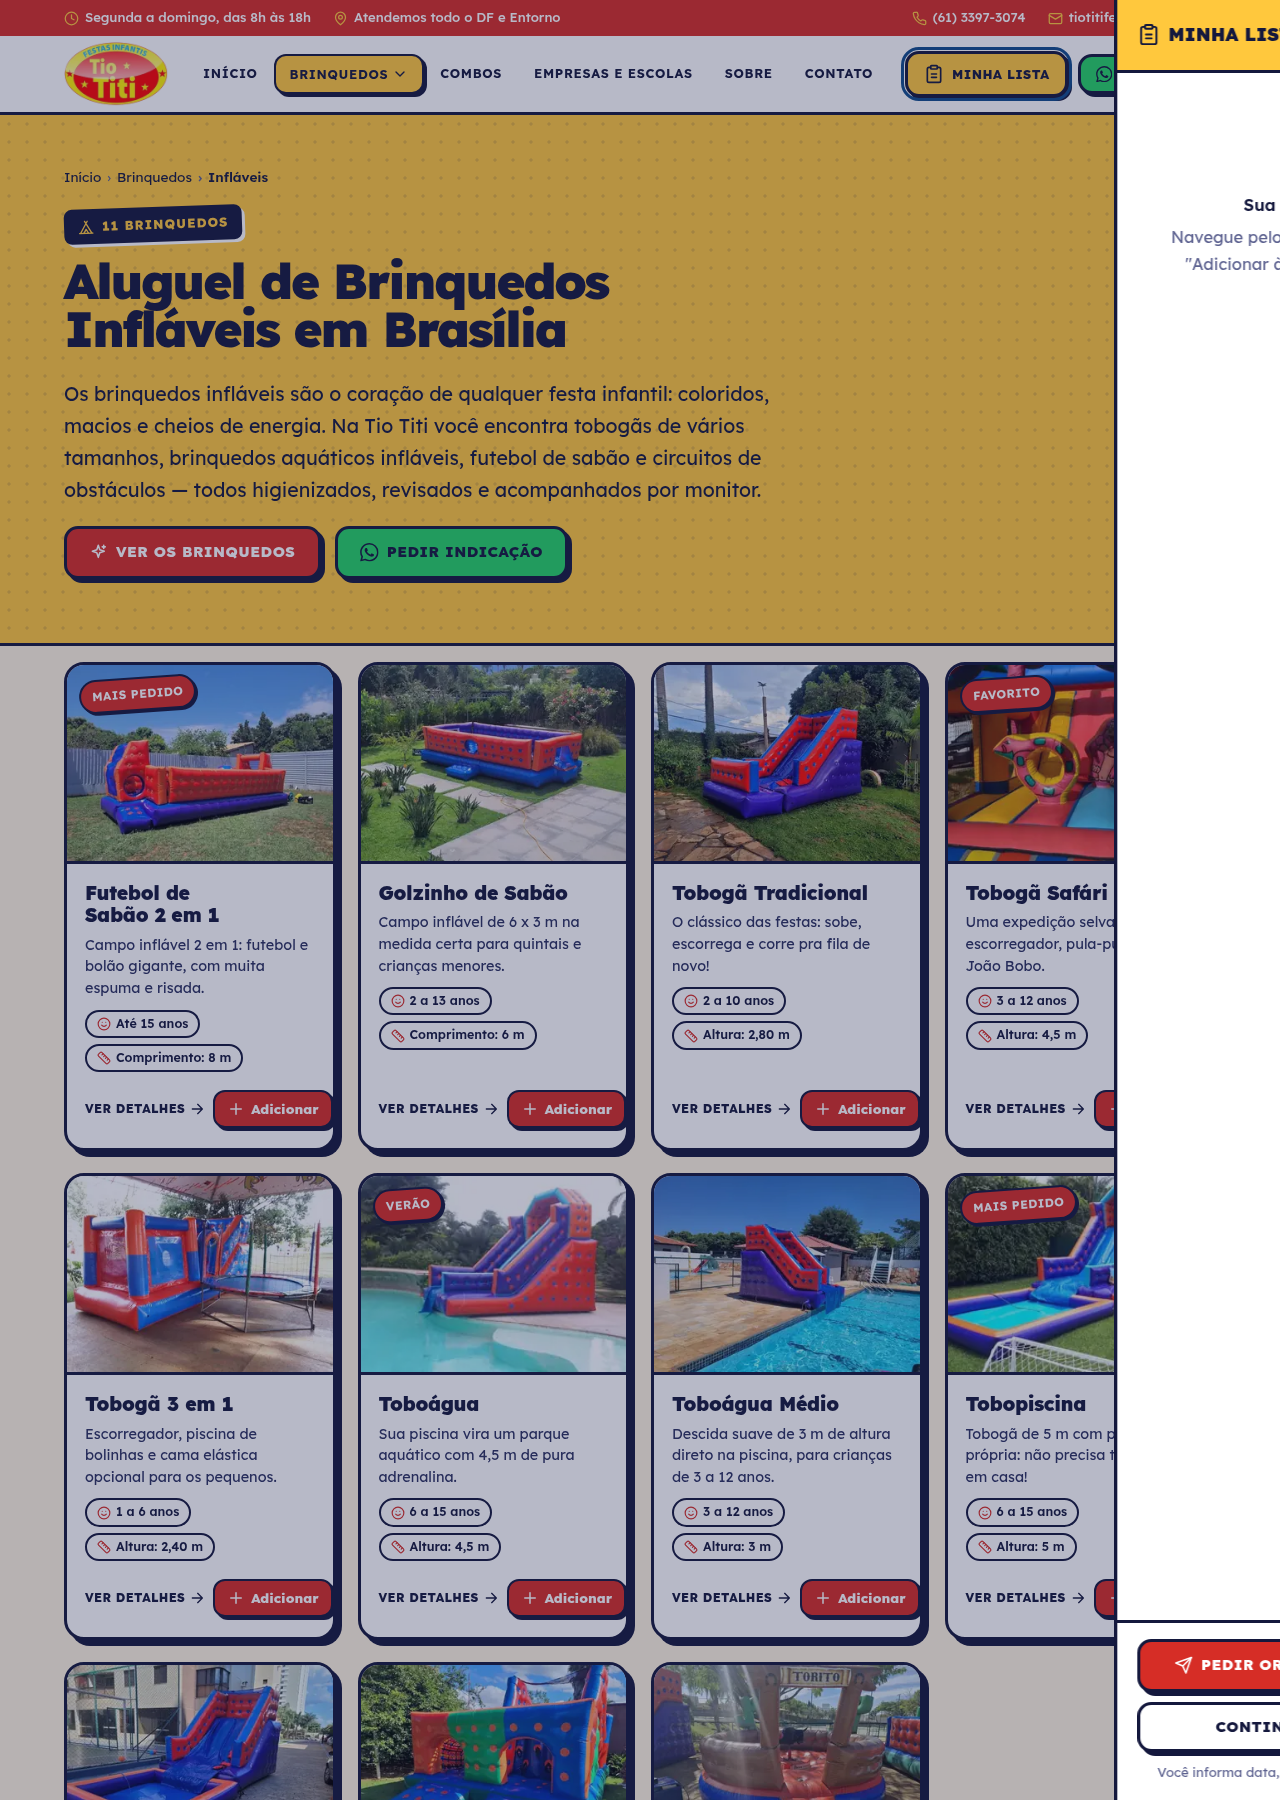 Segunda a domingo, das 8h às 18h
Atendemos todo o DF e Entorno
(61) 3397-3074
FESTAS INFANTIS
Tio
Titi
INÍCIO
BRINQUEDOS
COMBOS
EMPRESAS E ESCOLAS
SOBRE
CONTATO
MINHA LISTA
MINHA
Início › Brinquedos › Infláveis
11 BRINQUEDOS
Aluguel de Brinquedos
Infláveis em Brasília
Os brinquedos infláveis são o coração de qualquer festa infantil: coloridos,
macios e cheios de energia. Na Tio Titi você encontra tobogãs de vários
tamanhos, brinquedos aquáticos infláveis, futebol de sabão e circuitos de
obstáculos — todos higienizados, revisados e acompanhados por monitor.
VER OS BRINQUEDOS
PEDIR INDICAÇÃO
Sua
Navegue
"Adicionar
MAIS PEDIDO
Futebol de
Sabão 2 em 1
Campo inflável 2 em 1: futebol e
bolão gigante, com muita
espuma e risada.
Até 15 anos
Comprimento: 8 m
VER DETALHES
Adicionar
Golzinho de Sabão
Campo inflável de 6 x 3 m na
medida certa para quintais e
crianças menores.
2 a 13 anos
Comprimento: 6 m
VER DETALHES
Adicionar
Tobogã Tradicional
O clássico das festas: sobe,
escorrega e corre pra fila de
novo!
2 a 10 anos
Altura: 2,80 m
VER DETALHES
Adicionar
FAVORITO
Tobogã Safári
Uma expedição
escorregador,
João Bobo.
3 a 12 anos
Altura: 4,5 m
VER DETALHES
Tobogã 3 em 1
Escorregador, piscina de
bolinhas e cama elástica
opcional para os pequenos.
1 a 6 anos
Altura: 2,40 m
VER DETALHES
Adicionar
VERÃO
Toboágua
Sua piscina vira um parque
aquático com 4,5 m de pura
adrenalina.
6 a 15 anos
Altura: 4,5 m
VER DETALHES
Adicionar
Toboágua Médio
Descida suave de 3 m de altura
direto na piscina, para crianças
de 3 a 12 anos.
3 a 12 anos
Altura: 3 m
VER DETALHES
Adicionar
MAIS PEDIDO
Tobopiscina
Tobogã de 5 m com
própria: não precisa
em casa!
6 a 15 anos
Altura: 5 m
VER DETALHES
TORITO
PEDIR
Você informa data,